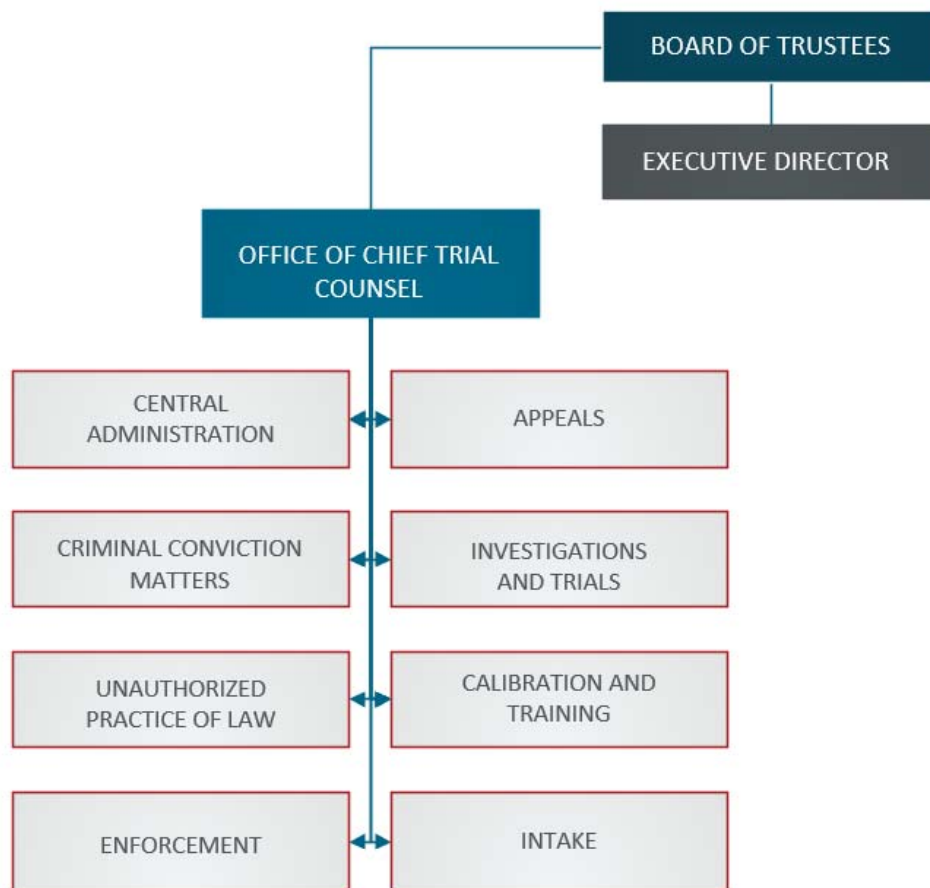 BOARD OF TRUSTEES
EXECUTIVE DIRECTOR
OFFICE OF CHIEF TRIAL
COUNSEL
CENTRAL
ADMINISTRATION
APPEALS
CRIMINAL CONVICTION
MATTERS
INVESTIGATIONS
AND TRIALS
UNAUTHORIZED
PRACTICE OF LAW
CALIBRATION AND
TRAINING
ENFORCEMENT
INTAKE